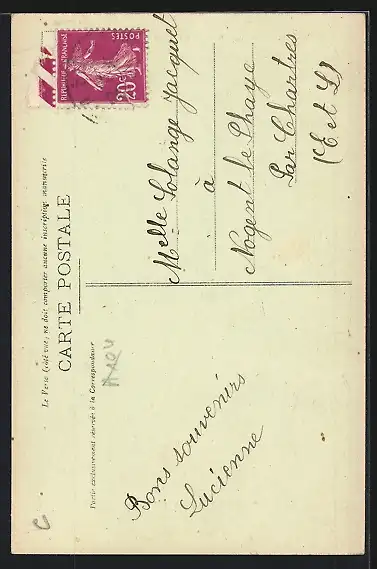 Le Verso (côté vue) ne doit comporter aucune inscription manuscrite
CARTE POSTALE
Partie exclusivement réservée à la Correspondance
REPUBLIQUE FRANÇAISE
POSTES
20c
Bons souvenirs
Lucienne
Melle Solange Jacquet
à
Nogent le Phaye
par Chartres
(E et L)